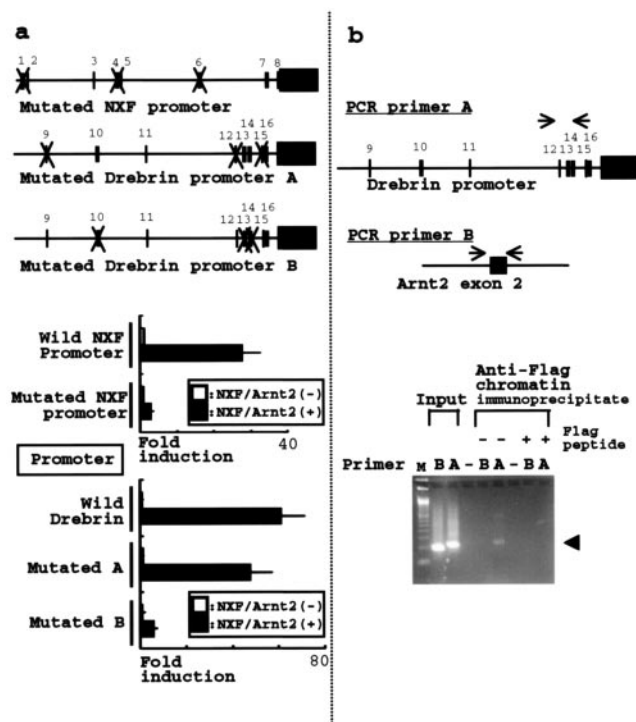 a
1 2 3 4 5 6 7 8
Mutated NXF promoter
9 10 11 12 13 14 15 16
Mutated Drebrin promoter A
9 10 11 12 13 14 15 16
Mutated Drebrin promoter B
Wild NXF
Promoter
Mutated NXF
promoter
:NXF/Arnt2(-)
:NXF/Arnt2(+)
Fold
induction
40
Promoter
Wild
Drebrin
Mutated A
Mutated B
:NXF/Arnt2(-)
:NXF/Arnt2(+)
Fold
induction
80
b
PCR primer A
9 10 11 12 13 14 15 16
Drebrin promoter
PCR primer B
Arnt2 exon 2
Anti-Flag
chromatin
immunoprecipitate
Input
- - + + Flag
peptide
Primer M B A - B A - B A